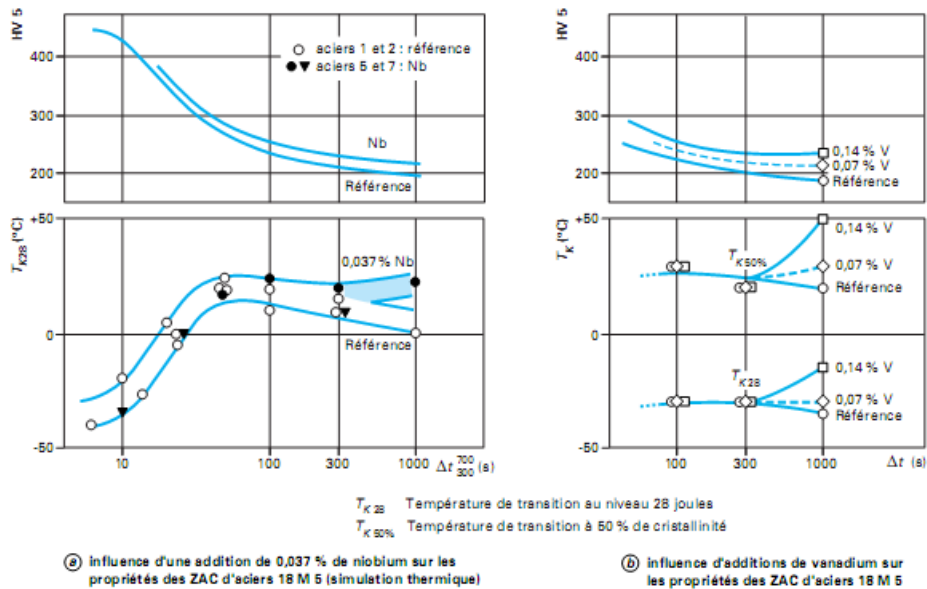 HV 5
400
300
200
aciers 1 et 2 : référence
aciers 5 et 7 : Nb
Nb
Référence
T K28 (°C)
+50
0
-50
0,037 % Nb
Référence
10
100
300
1000
Δt 700 300 (s)
HV 5
400
300
200
0,14 % V
0,07 % V
Référence
T K (°C)
+50
0
-50
T K 50%
0,14 % V
0,07 % V
Référence
T K 28
0,14 % V
0,07 % V
Référence
100
300
1000
Δt (s)
T K 28 Température de transition au niveau 28 joules
T K 50% Température de transition à 50 % de cristallinité
a influence d'une addition de 0,037 % de niobium sur les
propriétés des ZAC d'aciers 18 M 5 (simulation thermique)
b influence d'additions de vanadium sur
les propriétés des ZAC d'aciers 18 M 5